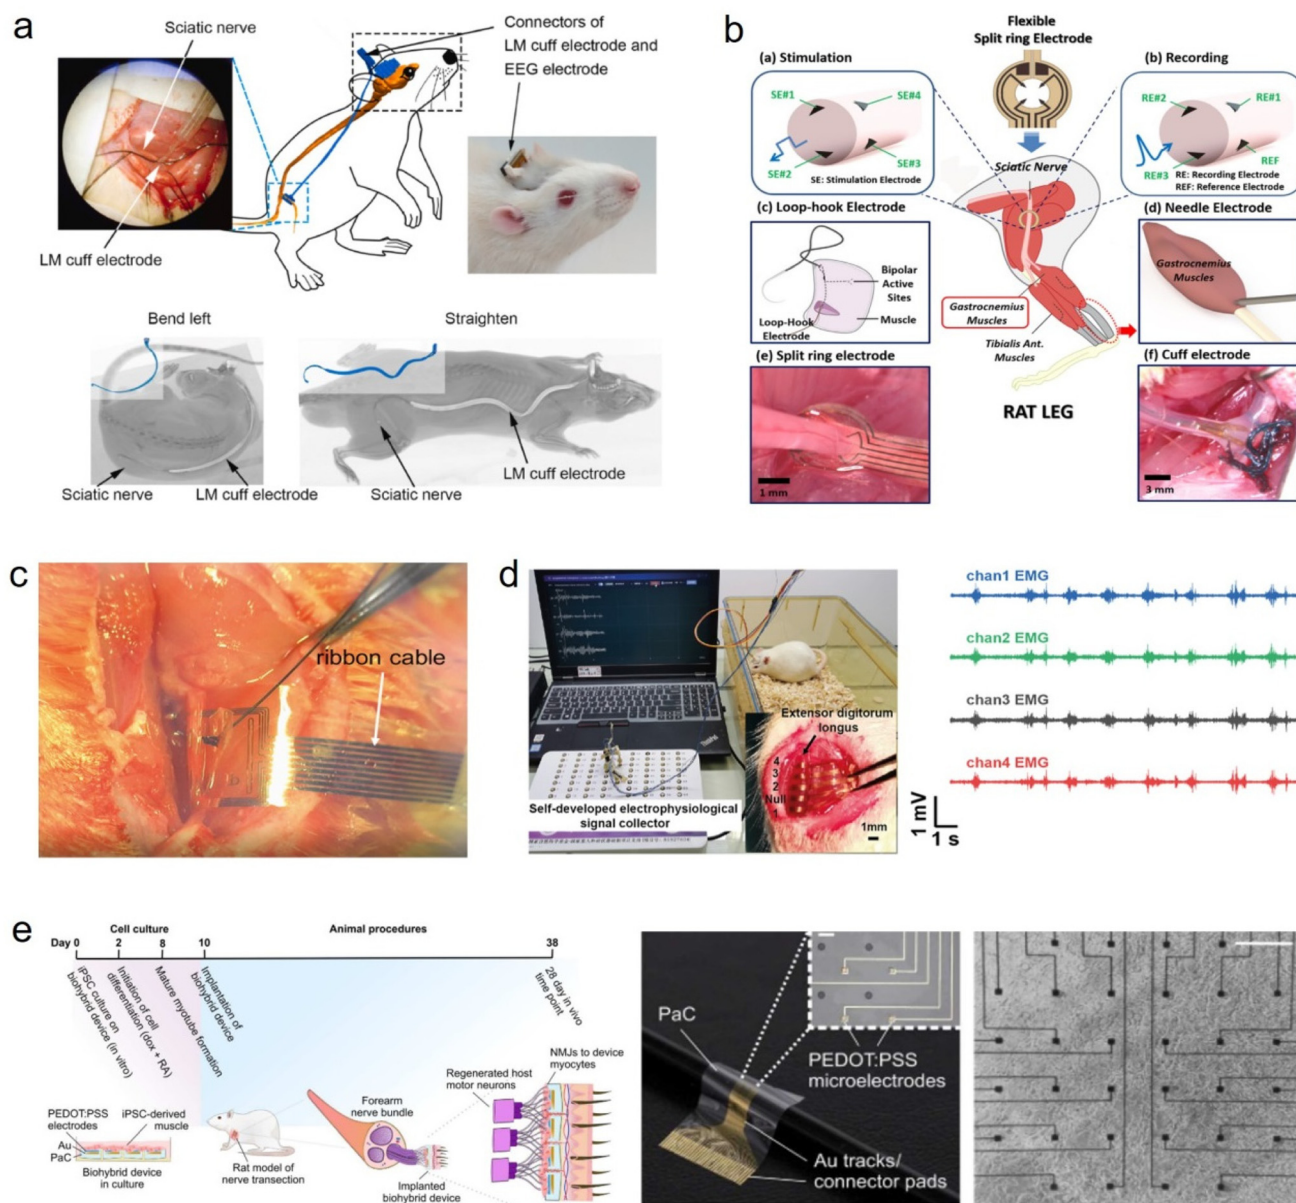 a
Sciatic nerve
LM cuff electrode
Connectors of
LM cuff electrode and
EEG electrode
Bend left
Straighten
Sciatic nerve
LM cuff electrode
Sciatic nerve
LM cuff electrode
b
Flexible
Split ring Electrode
(a) Stimulation
SE#1
SE#4
SE#2
SE#3
SE: Stimulation Electrode
(b) Recording
RE#2
RE#1
RE#3
REF
RE: Recording Electrode
REF: Reference Electrode
Sciatic Nerve
(c) Loop-hook Electrode
Bipolar
Active
Sites
Muscle
Loop-Hook
Electrode
Gastrocnemius
Muscles
Tibialis Ant.
Muscles
(d) Needle Electrode
Gastrocnemius
Muscles
(e) Split ring electrode
1 mm
RAT LEG
(f) Cuff electrode
3 mm
c
ribbon cable
d
Extensor digitorum
longus
4
3
2
Null
1
1mm
Self-developed electrophysiological
signal collector
ThinkPad
chan1 EMG
chan2 EMG
chan3 EMG
chan4 EMG
1 mV
1 s
e
Cell culture
Animal procedures
Day 0
2
8
10
38
iPSC culture on
biohybrid device (in vitro)
Initiation of cell
differentiation (dox + RA)
Mature myotube formation
Implantation of
biohybrid device
28 day in vivo
time point
PEDOT:PSS
electrodes
iPSC-derived
muscle
Au
PaC
Biohybrid device
in culture
Rat model of
nerve transection
Forearm
nerve bundle
Implanted
biohybrid device
Regenerated host
motor neurons
NMJs to device
myocytes
PaC
PEDOT:PSS
microelectrodes
Au tracks/
connector pads